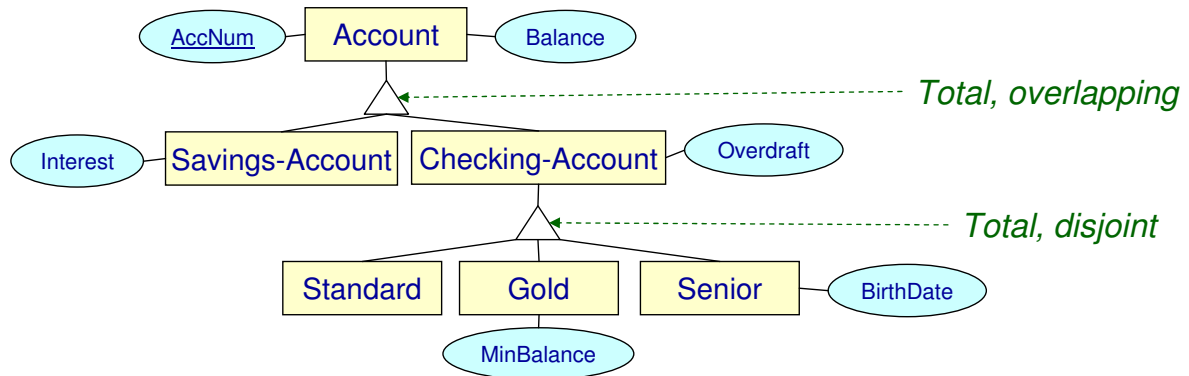 AccNum
Account
Balance
Total, overlapping
Interest
Savings-Account
Checking-Account
Overdraft
Total, disjoint
Standard
Gold
Senior
BirthDate
MinBalance